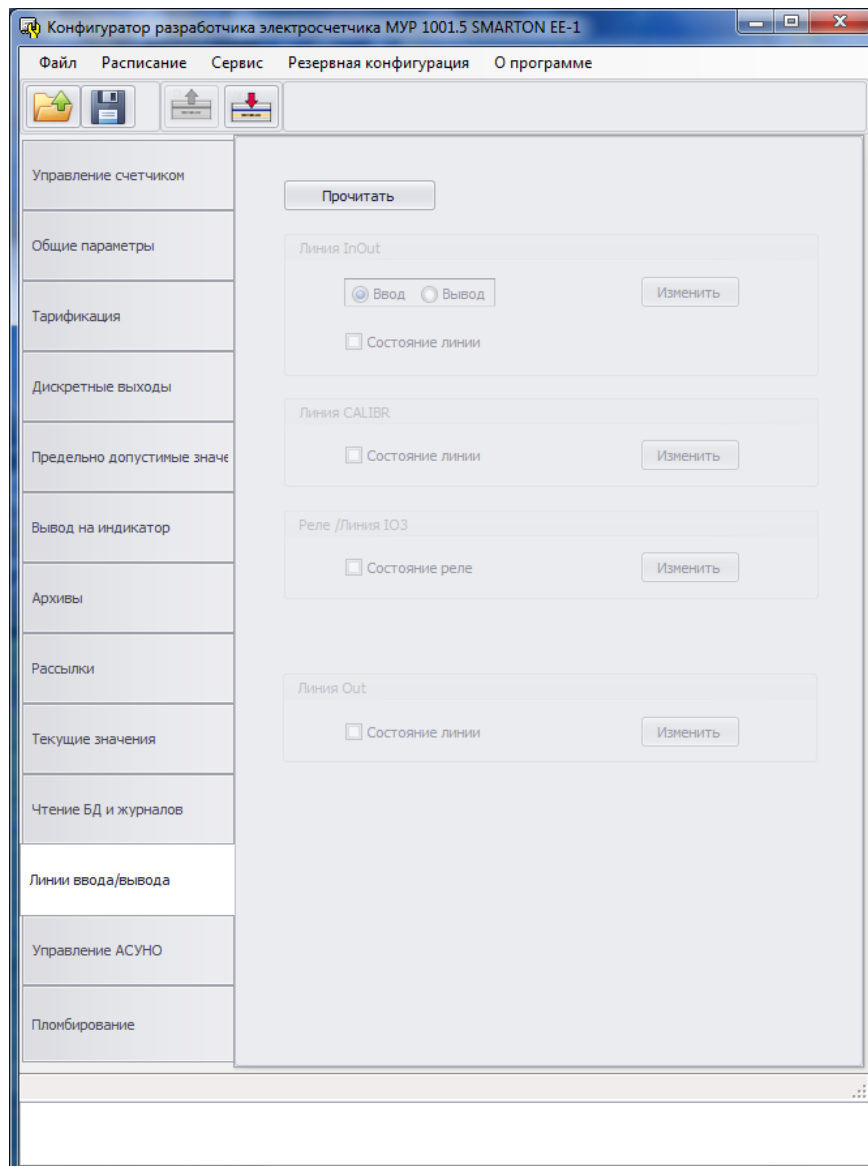 Конфигуратор разработчика электросчетчика МУР 1001.5 SMARTON EE-1
Файл Расписание Сервис Резервная конфигурация О программе
Управление счетчиком
Общие параметры
Тарификация
Дискретные выходы
Предельно допустимые значе
Вывод на индикатор
Архивы
Рассылки
Текущие значения
Чтение БД и журналов
Линии ввода/вывода
Управление АСУНО
Пломбирование
Прочитать
Линия InOut
Ввод Вывод Изменить
Состояние линии
Линия CALIBR
Состояние линии Изменить
Реле /Линия IO3
Состояние реле Изменить
Линия Out
Состояние линии Изменить